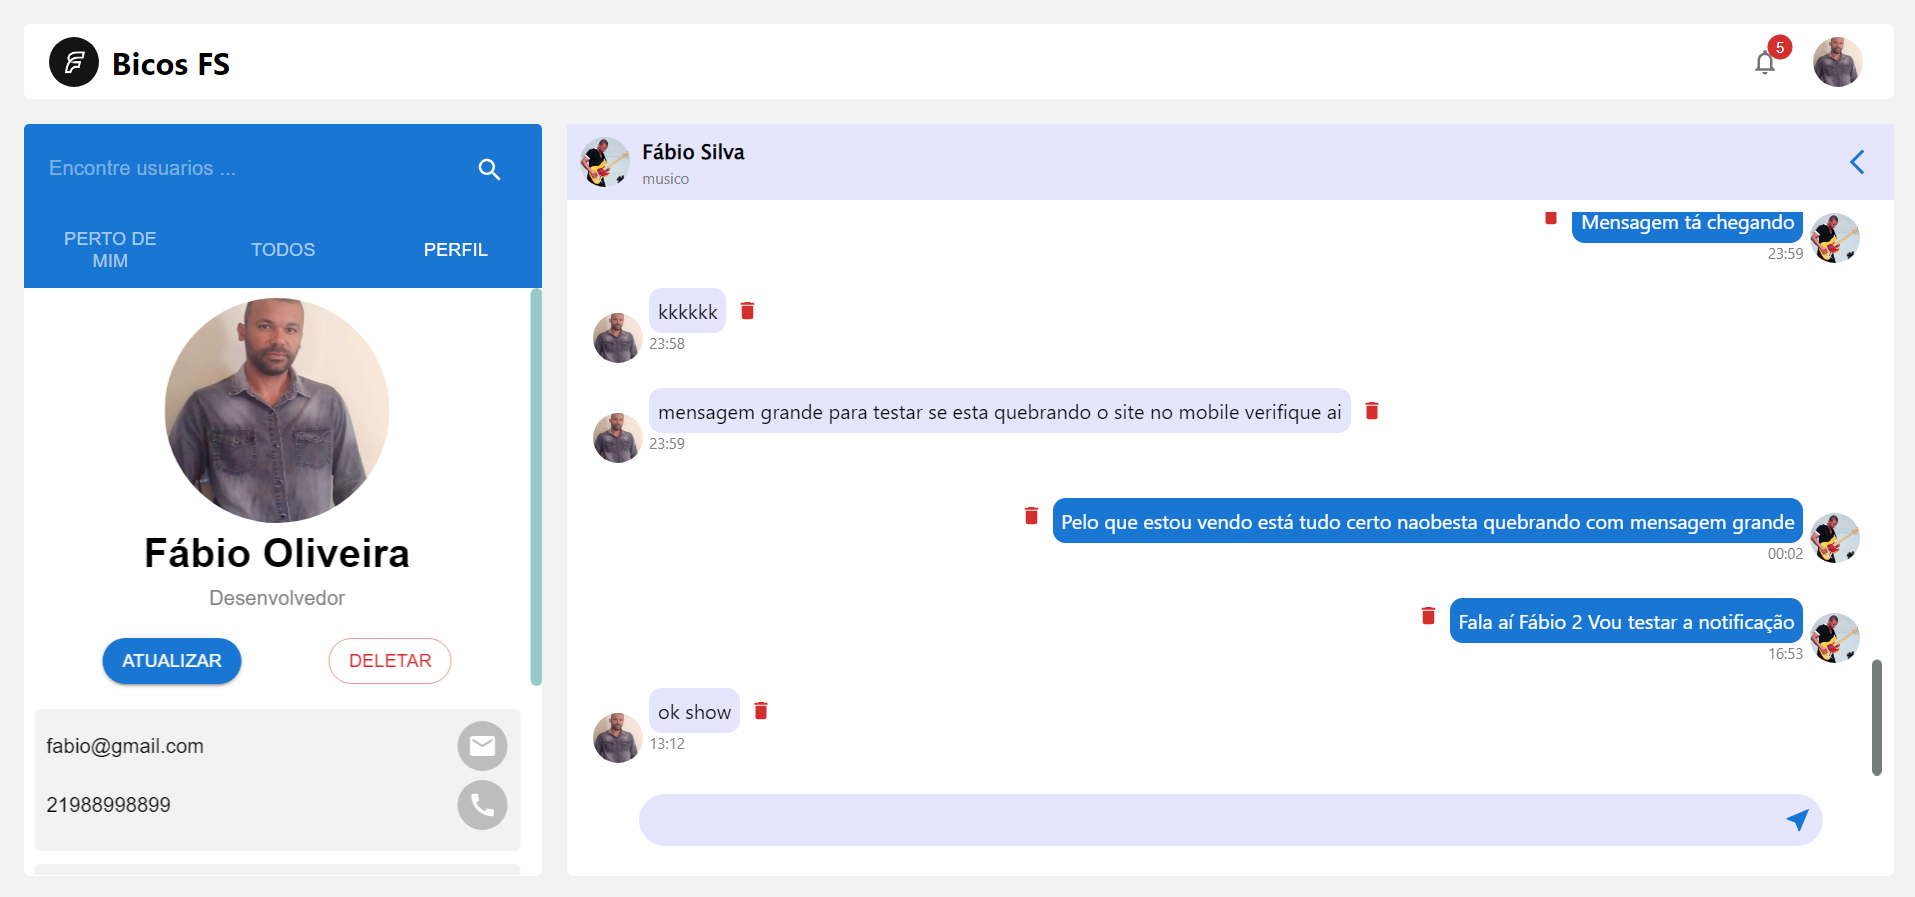 Bicos FS
5
Encontre usuarios ...
PERTO DE
MIM
TODOS
PERFIL
Fábio Oliveira
Desenvolvedor
ATUALIZAR
DELETAR
fabio@gmail.com
21988998899
Fábio Silva
musico
Mensagem tá chegando
23:59
kkkkkk
23:58
mensagem grande para testar se esta quebrando o site no mobile verifique ai
23:59
Pelo que estou vendo está tudo certo naobesta quebrando com mensagem grande
00:02
Fala aí Fábio 2 Vou testar a notificação
16:53
ok show
13:12